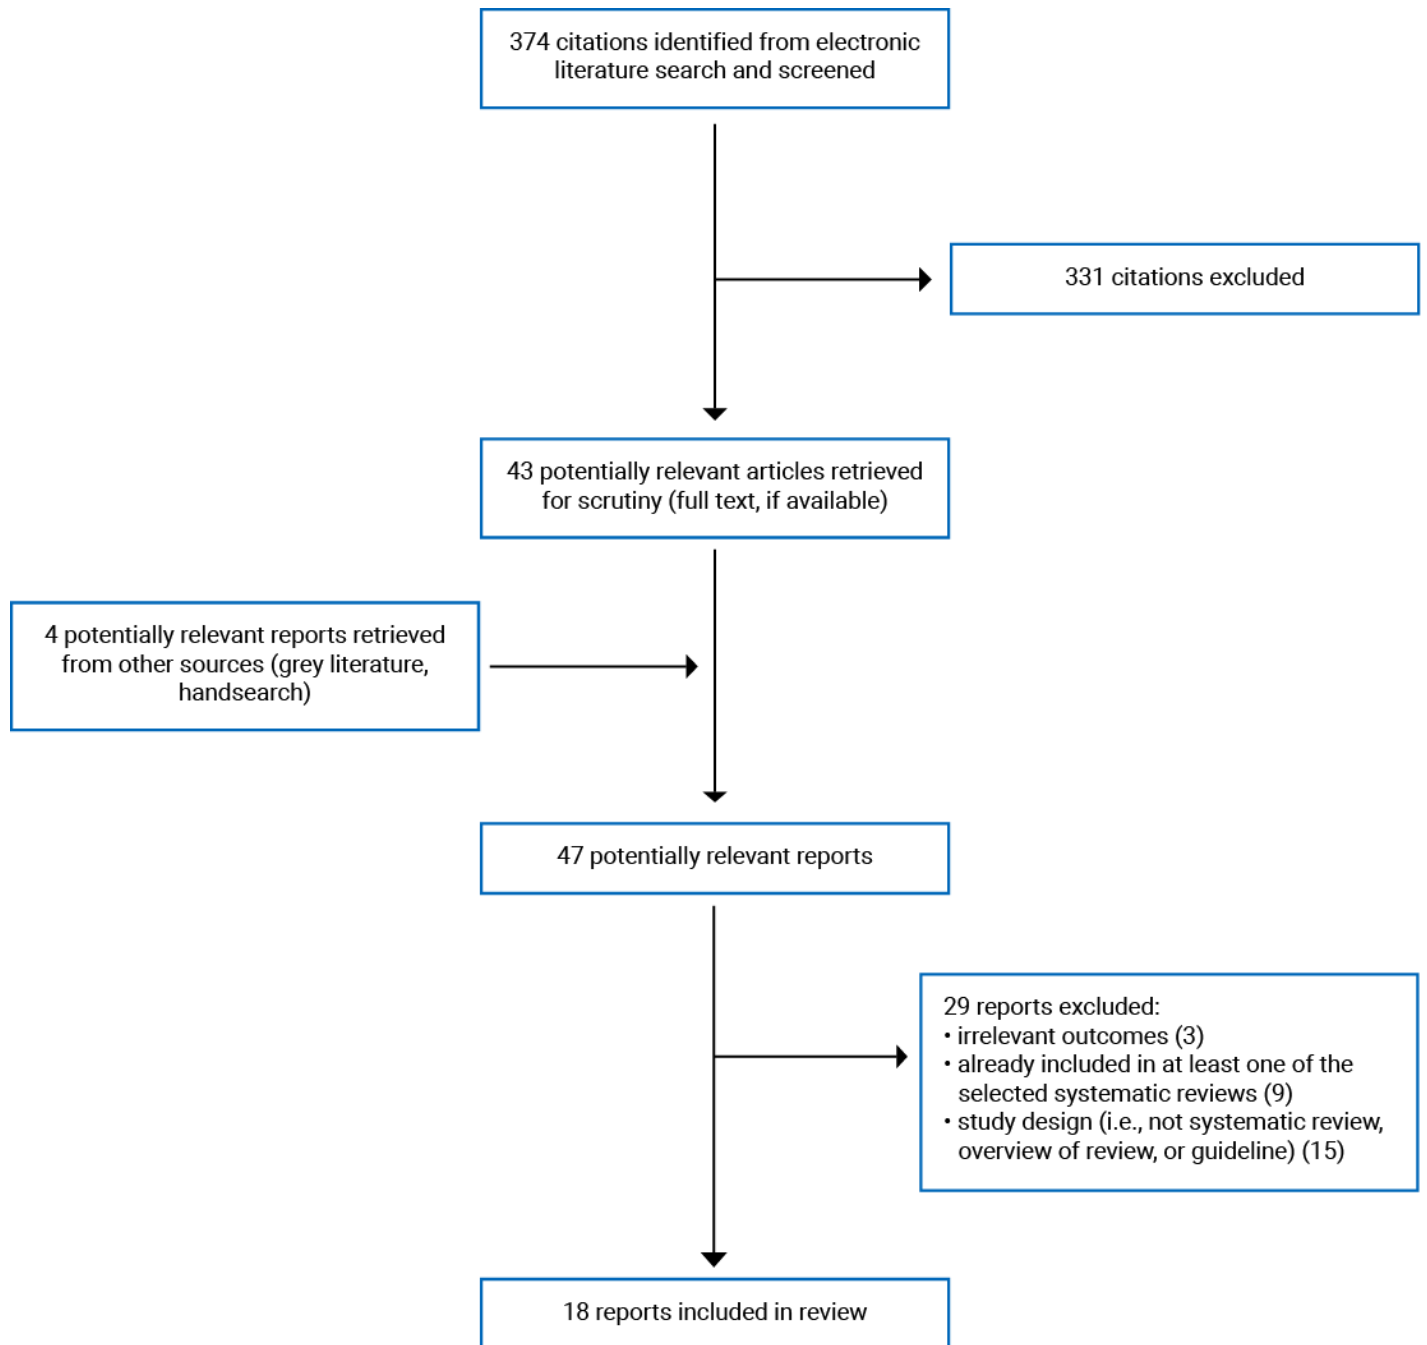 374 citations identified from electronic
literature search and screened
331 citations excluded
43 potentially relevant articles retrieved
for scrutiny (full text, if available)
4 potentially relevant reports retrieved
from other sources (grey literature,
handsearch)
47 potentially relevant reports
29 reports excluded:
• irrelevant outcomes (3)
• already included in at least one of the
selected systematic reviews (9)
• study design (i.e., not systematic review,
overview of review, or guideline) (15)
18 reports included in review